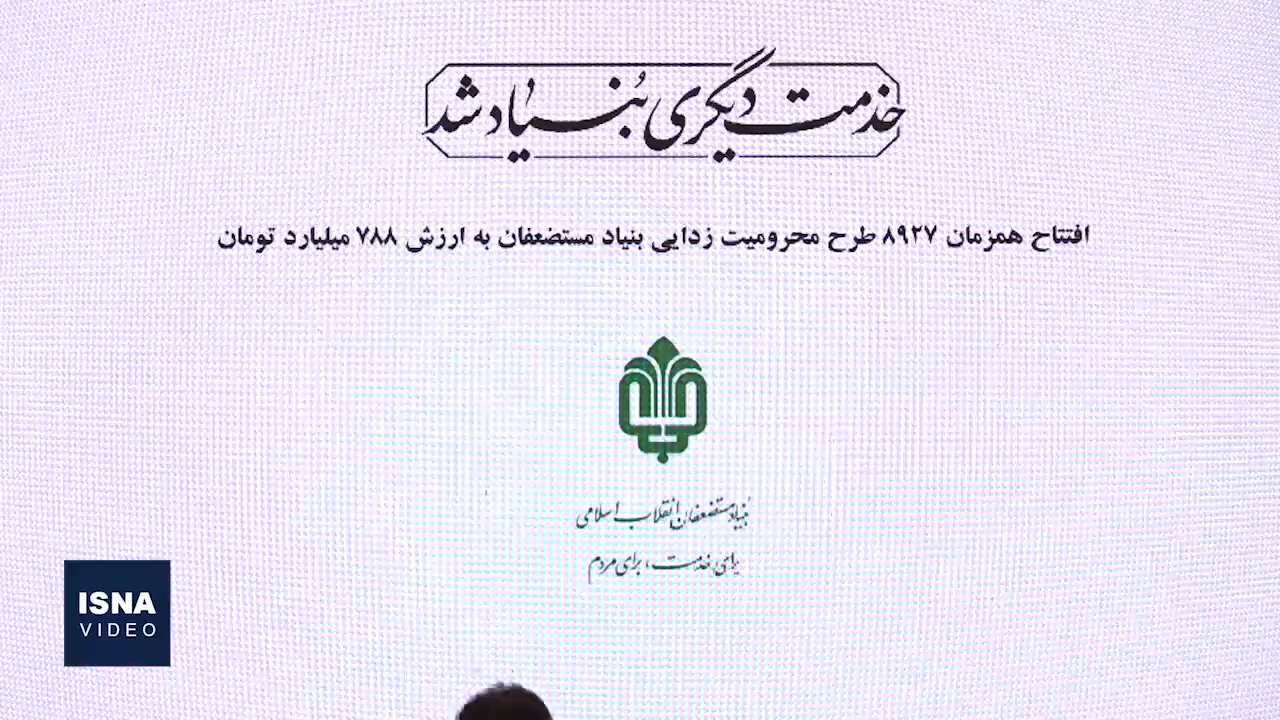 خدمت دیگری بنیاد شد
افتتاح همزمان ۸۹۲۷ طرح محرومیت زدایی بنیاد مستضعفان به ارزش ۷۸۸ میلیارد تومان
بنیاد مستضعفان انقلاب اسلامی
برای خدمت، برای مردم
ISNA
VIDEO